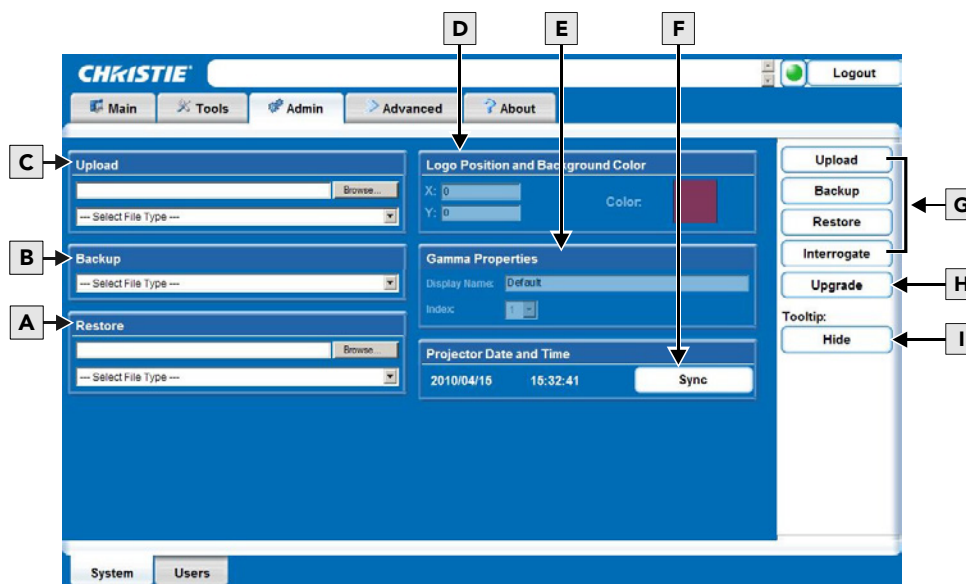 D E F
CHRISTIE
Logout
Main Tools Admin Advanced About
C
Upload
Browse...
--- Select File Type ---
B
Backup
--- Select File Type ---
A
Restore
Browse...
--- Select File Type ---
Logo Position and Background Color
X: 0
Y: 0
Color:
Gamma Properties
Display Name: Default
Index: 1
Projector Date and Time
2010/04/15 15:32:41 Sync
Upload
Backup
Restore
Interrogate
G
Upgrade
H
Tooltip:
Hide
I
System Users